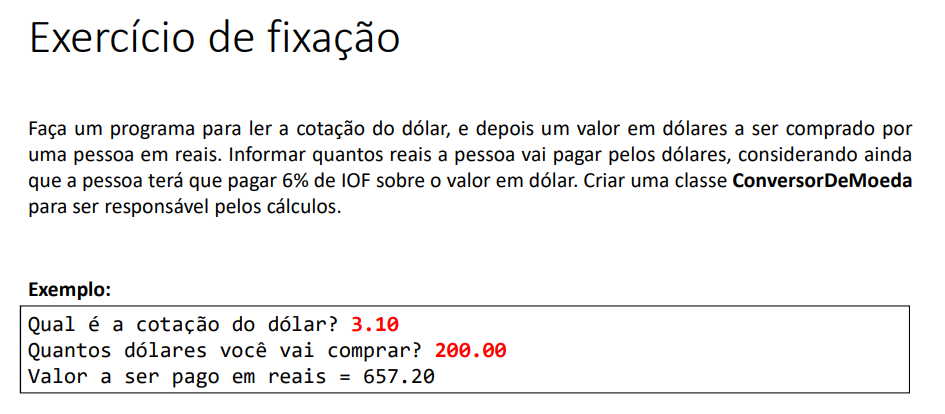 Exercício de fixação
Faça um programa para ler a cotação do dólar, e depois um valor em dólares a ser comprado por
uma pessoa em reais. Informar quantos reais a pessoa vai pagar pelos dólares, considerando ainda
que a pessoa terá que pagar 6% de IOF sobre o valor em dólar. Criar uma classe ConversorDeMoeda
para ser responsável pelos cálculos.
Exemplo:
Qual é a cotação do dólar? 3.10
Quantos dólares você vai comprar? 200.00
Valor a ser pago em reais = 657.20